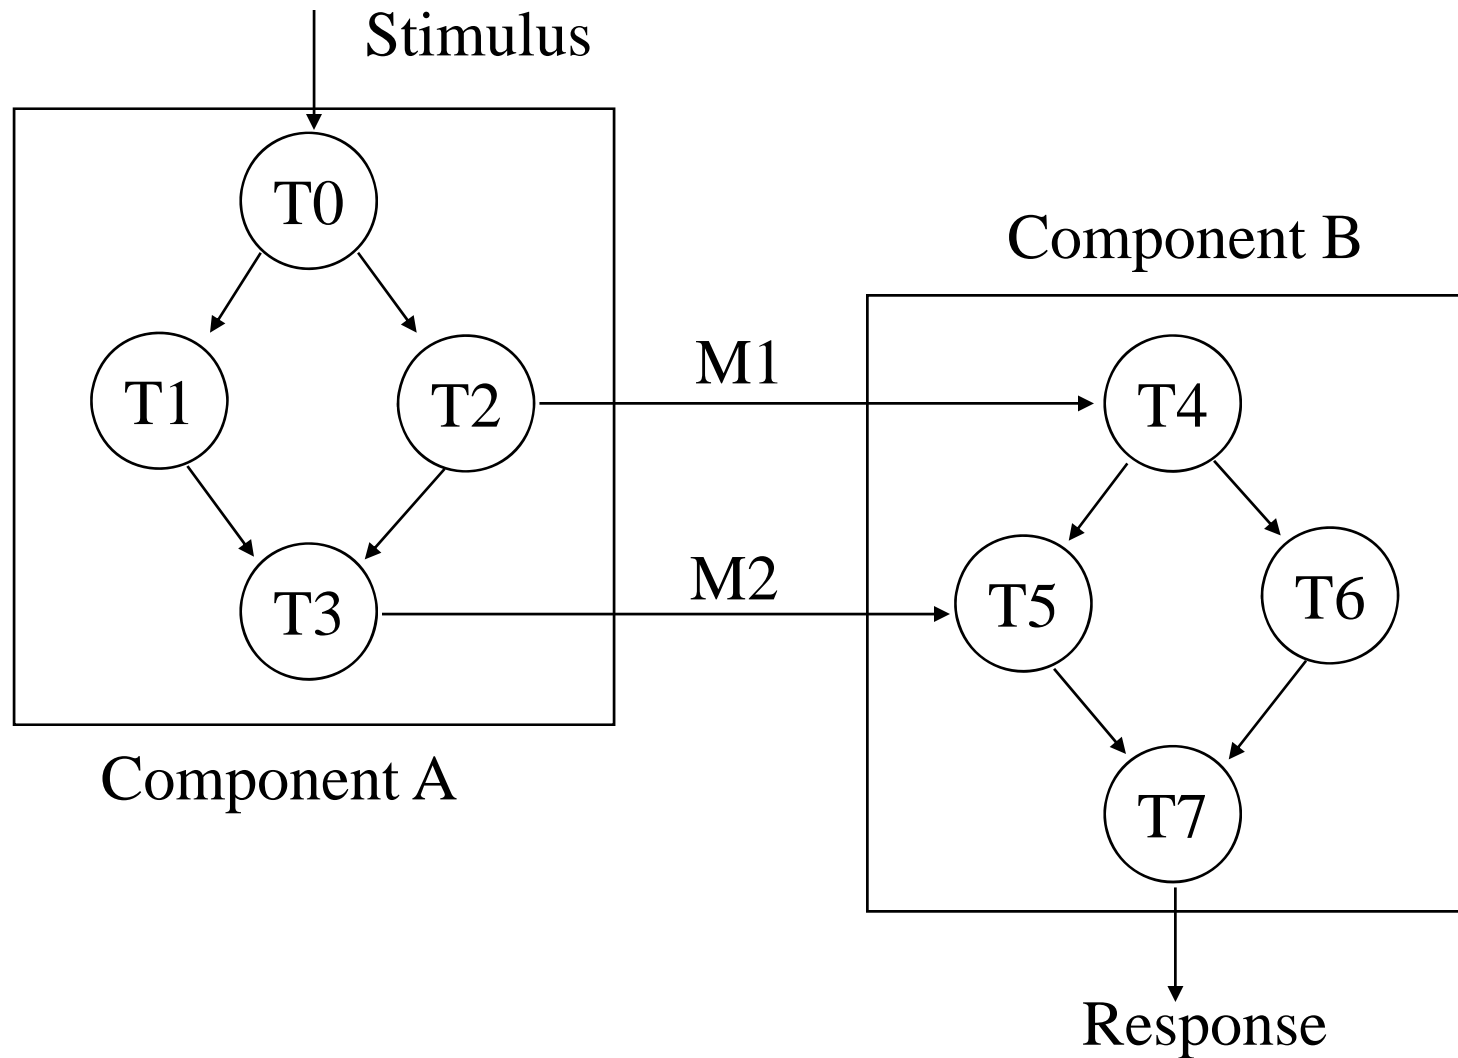 Stimulus
T0
Component B
M1
T1
T2
T4
M2
T3
T5
T6
Component A
T7
Response